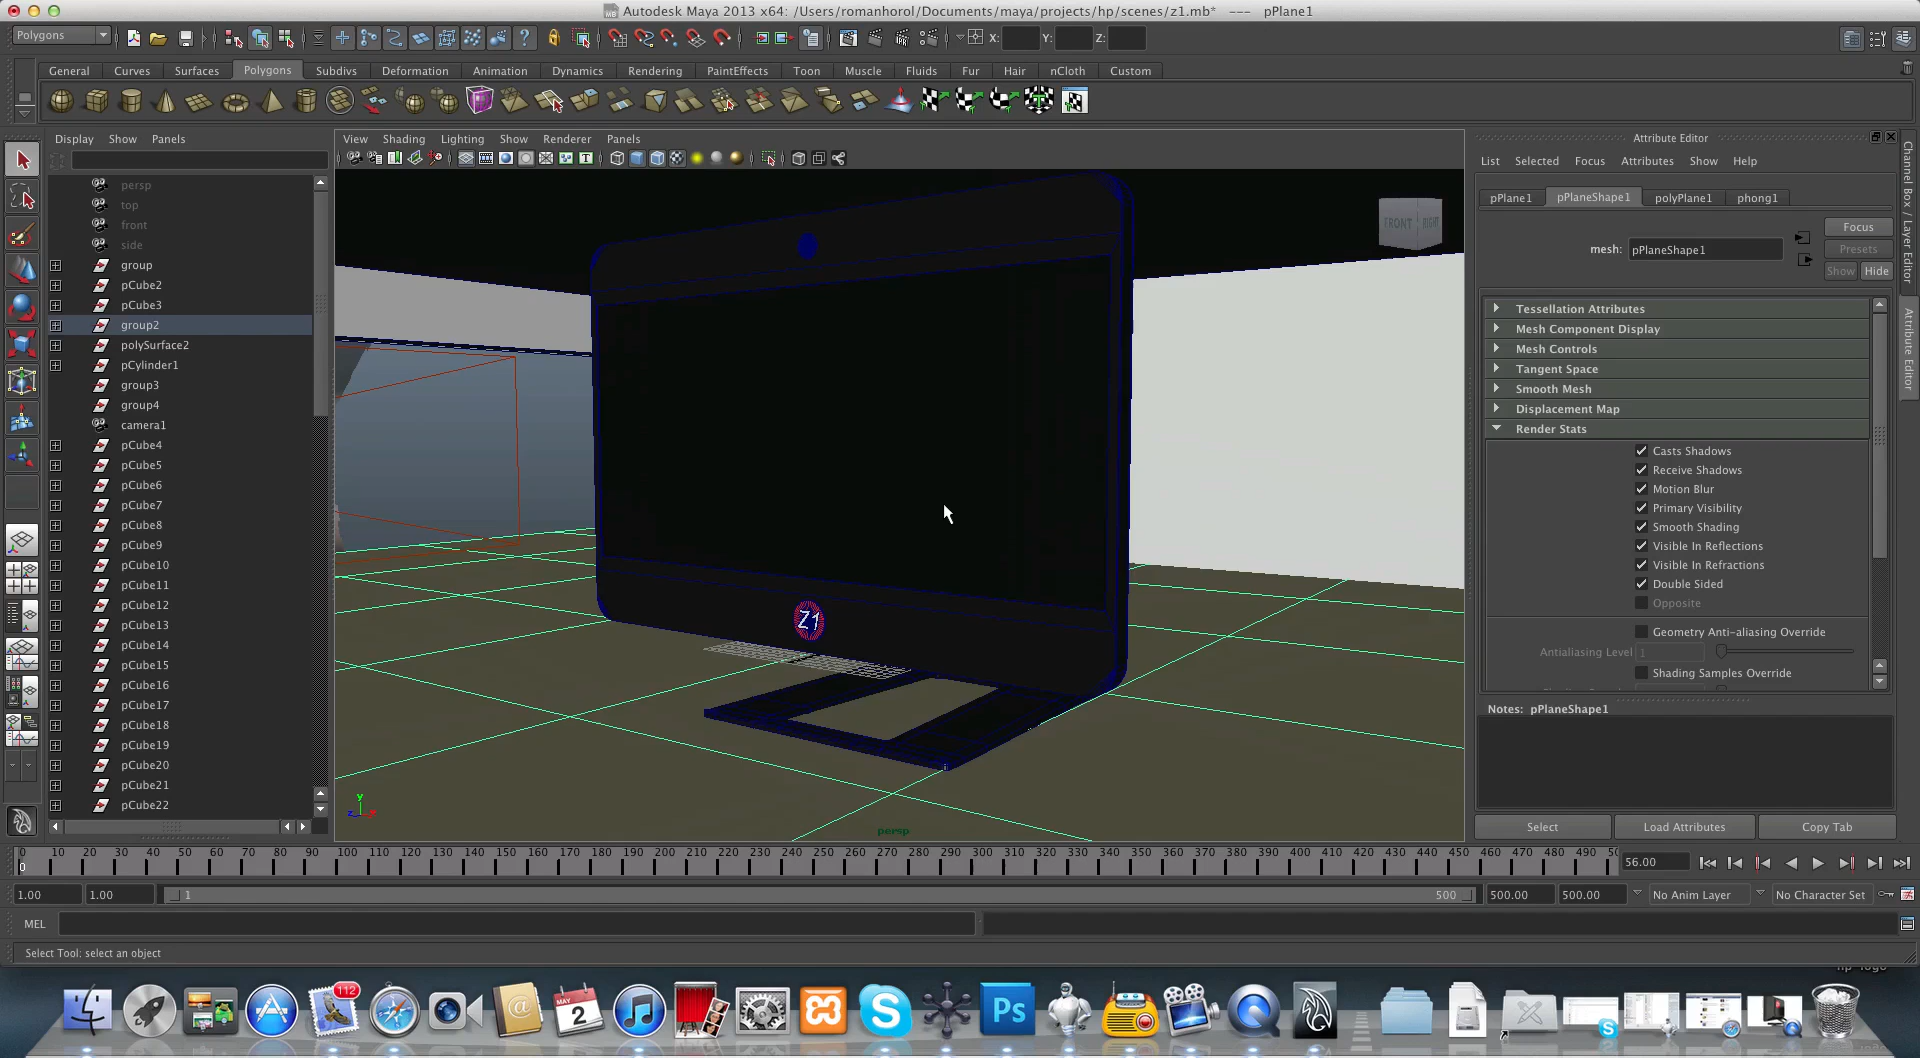 Autodesk Maya 2013 x64: /Users/romanhorol/Documents/maya/projects/hp/scenes/z1.mb* --- pPlane1
Polygons X: Y: Z:
General Curves Surfaces Polygons Subdivs Deformation Animation Dynamics Rendering PaintEffects Toon Muscle Fluids Fur Hair nCloth Custom
Display Show Panels
persp
top
front
side
group
pCube2
pCube3
group2
polySurface2
pCylinder1
group3
group4
camera1
pCube4
pCube5
pCube6
pCube7
pCube8
pCube9
pCube10
pCube11
pCube12
pCube13
pCube14
pCube15
pCube16
pCube17
pCube18
pCube19
pCube20
pCube21
pCube22
View Shading Lighting Show Renderer Panels
FRONT RIGHT
Z1
y
z x
persp
Attribute Editor
List Selected Focus Attributes Show Help
pPlane1 pPlaneShape1 polyPlane1 phong1
mesh: pPlaneShape1
Focus
Presets
Show Hide
Tessellation Attributes
Mesh Component Display
Mesh Controls
Tangent Space
Smooth Mesh
Displacement Map
Render Stats
Casts Shadows
Receive Shadows
Motion Blur
Primary Visibility
Smooth Shading
Visible In Reflections
Visible In Refractions
Double Sided
Opposite
Geometry Anti-aliasing Override
Antialiasing Level 1
Shading Samples Override
Notes: pPlaneShape1
Select Load Attributes Copy Tab
Channel Box / Layer Editor
Attribute Editor
0 10 20 30 40 50 60 70 80 90 100 110 120 130 140 150 160 170 180 190 200 210 220 230 240 250 260 270 280 290 300 310 320 330 340 350 360 370 380 390 400 410 420 430 440 450 460 470 480 490
0
56.00
1.00 1.00 1 500 500.00 500.00 No Anim Layer No Character Set
MEL
Select Tool: select an object
112
MAY
2
Ps